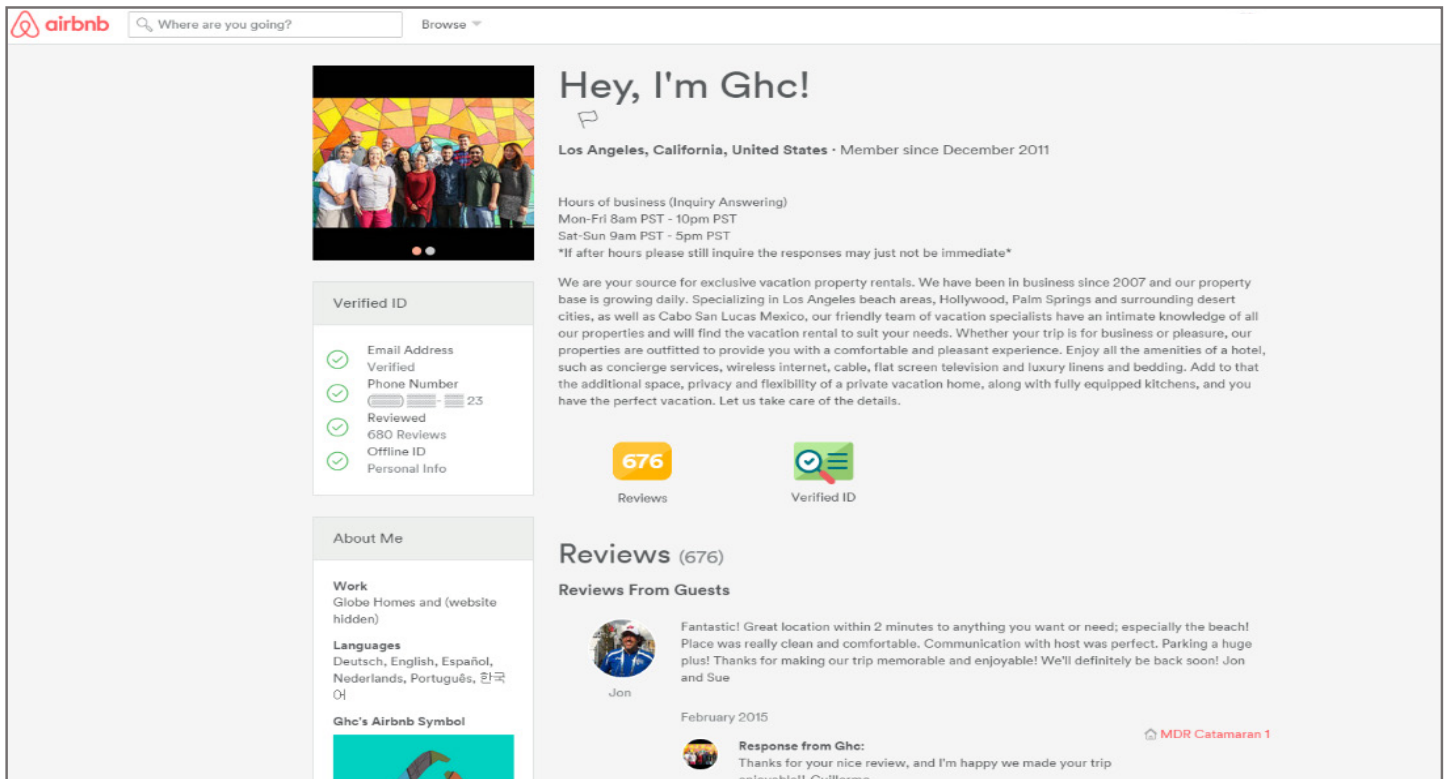 airbnb
Where are you going?
Browse
Hey, I'm Ghc!
Los Angeles, California, United States · Member since December 2011
Hours of business (Inquiry Answering)
Mon-Fri 8am PST - 10pm PST
Sat-Sun 9am PST - 5pm PST
*If after hours please still inquire the responses may just not be immediate*
We are your source for exclusive vacation property rentals. We have been in business since 2007 and our property
base is growing daily. Specializing in Los Angeles beach areas, Hollywood, Palm Springs and surrounding desert
cities, as well as Cabo San Lucas Mexico, our friendly team of vacation specialists have an intimate knowledge of all
our properties and will find the vacation rental to suit your needs. Whether your trip is for business or pleasure, our
properties are outfitted to provide you with a comfortable and pleasant experience. Enjoy all the amenities of a hotel,
such as concierge services, wireless internet, cable, flat screen television and luxury linens and bedding. Add to that
the additional space, privacy and flexibility of a private vacation home, along with fully equipped kitchens, and you
have the perfect vacation. Let us take care of the details.
Verified ID
Email Address
Verified
Phone Number
23
Reviewed
680 Reviews
Offline ID
Personal Info
676
Reviews
Verified ID
About Me
Work
Globe Homes and (website
hidden)
Languages
Deutsch, English, Español,
Nederlands, Português, 한국
어
Ghc's Airbnb Symbol
Reviews (676)
Reviews From Guests
Fantastic! Great location within 2 minutes to anything you want or need; especially the beach!
Place was really clean and comfortable. Communication with host was perfect. Parking a huge
plus! Thanks for making our trip memorable and enjoyable! We'll definitely be back soon! Jon
and Sue
Jon
February 2015
MDR Catamaran 1
Response from Ghc:
Thanks for your nice review, and I'm happy we made your trip
enjoyable!! Guillermo